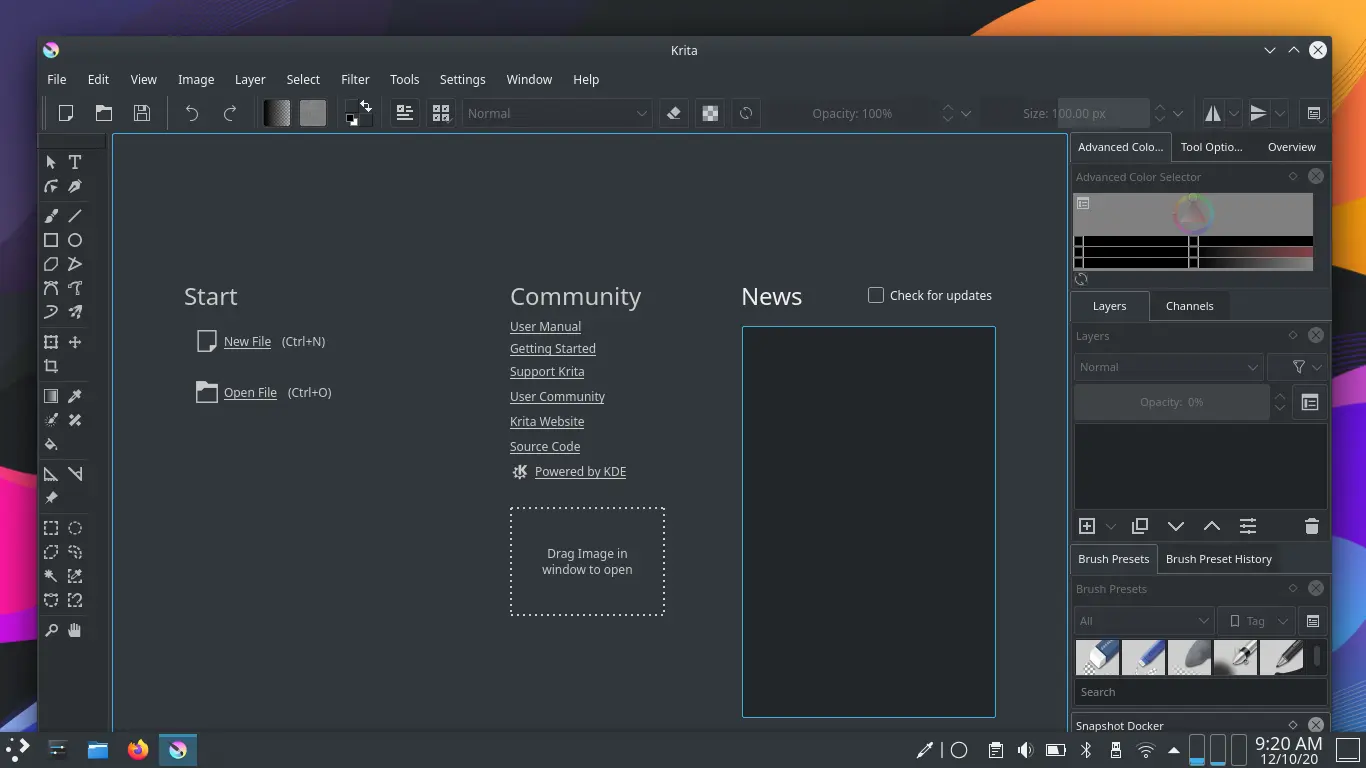 Krita
File Edit View Image Layer Select Filter Tools Settings Window Help
Normal Opacity: 100% Size: 100.00 px
Advanced Colo... Tool Optio... Overview
Advanced Color Selector
Start
New File (Ctrl+N)
Open File (Ctrl+O)
Community
User Manual
Getting Started
Support Krita
User Community
Krita Website
Source Code
Powered by KDE
Drag Image in
window to open
News
Check for updates
Layers Channels
Layers
Normal
Opacity: 0%
Brush Presets Brush Preset History
Brush Presets
All Tag
Search
Snapshot Docker
9:20 AM
12/10/20